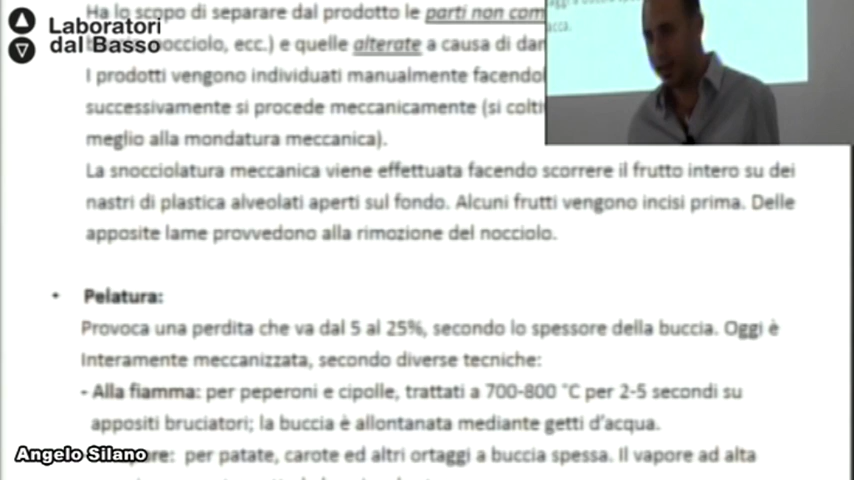 Laboratori
dal Basso
Ha lo scopo di separare dal prodotto le parti non com
nocciolo, ecc.) e quelle alterate a causa di dan
I prodotti vengono individuati manualmente facendol
successivamente si procede meccanicamente (si colti
meglio alla mondatura meccanica).
La snocciolatura meccanica viene effettuata facendo scorrere il frutto intero su dei
nastri di plastica alveolati aperti sul fondo. Alcuni frutti vengono incisi prima. Delle
apposite lame provvedono alla rimozione del nocciolo.
• Pelatura:
Provoca una perdita che va dal 5 al 25%, secondo lo spessore della buccia. Oggi è
Interamente meccanizzata, secondo diverse tecniche:
- Alla fiamma: per peperoni e cipolle, trattati a 700-800 °C per 2-5 secondi su
appositi bruciatori; la buccia è allontanata mediante getti d'acqua.
per patate, carote ed altri ortaggi a buccia spessa. Il vapore ad alta
Angelo Silano